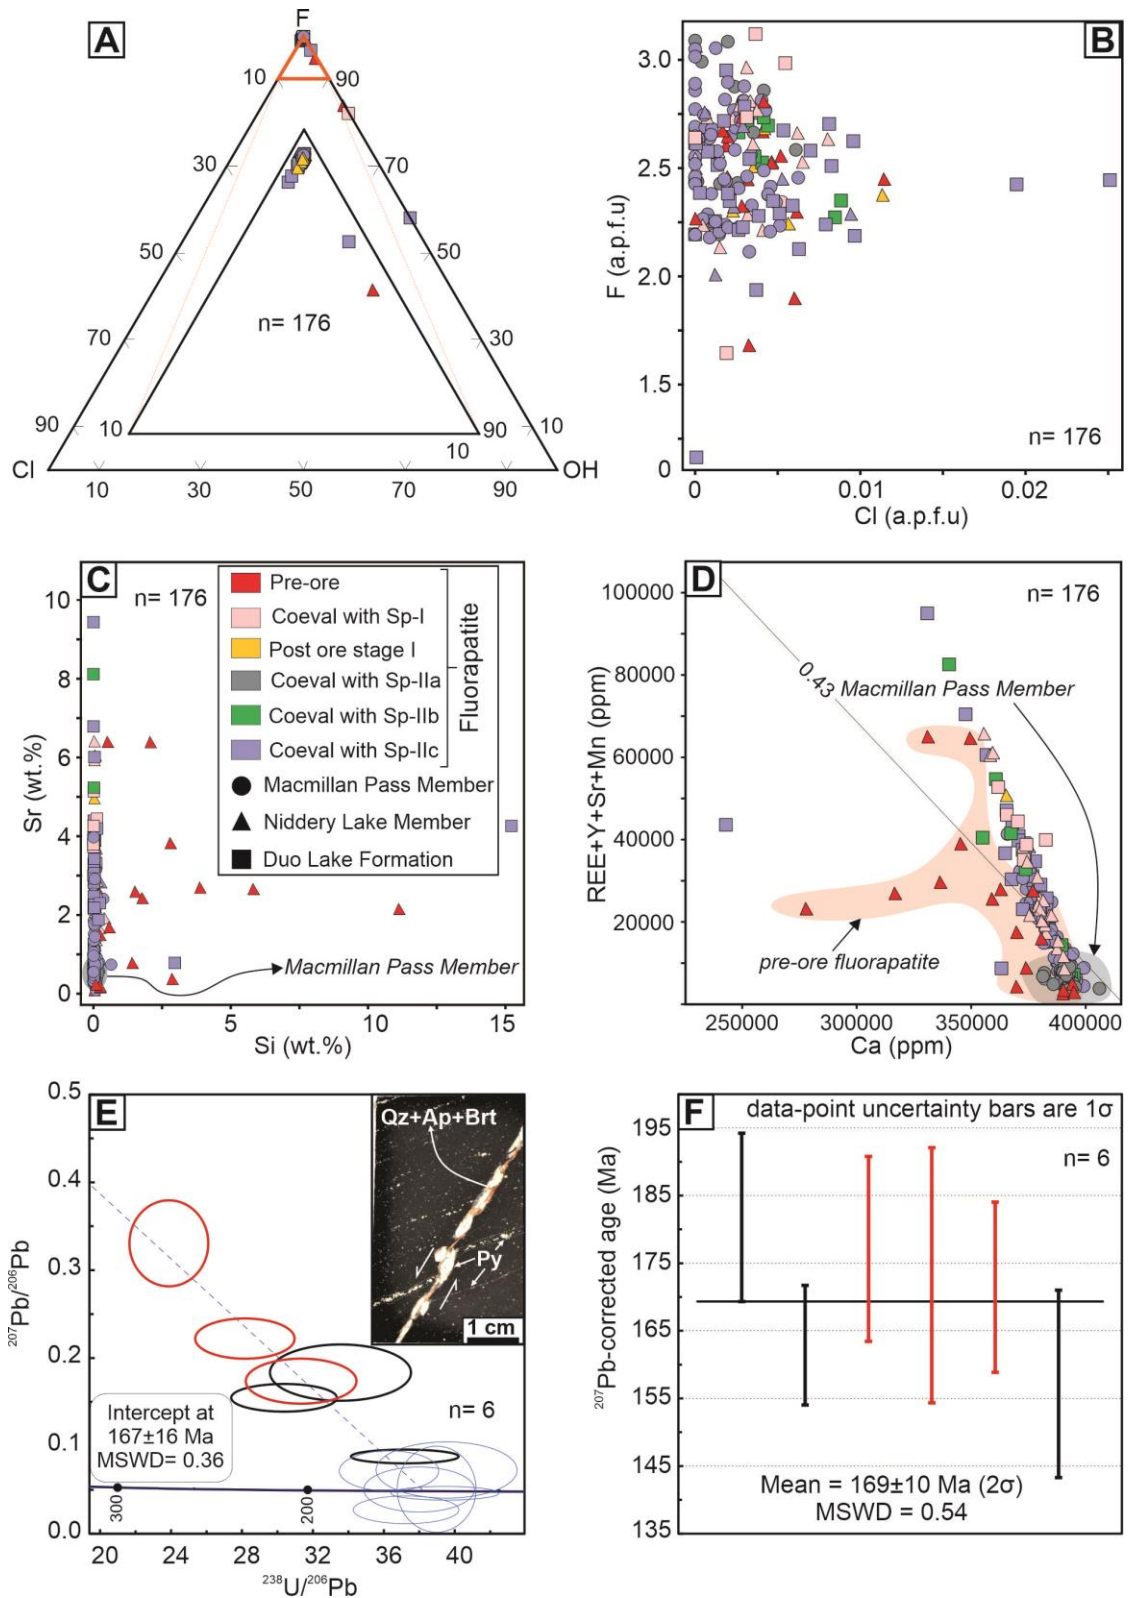 A
F
10
90
30
70
50
50
n= 176
70
30
90
10
10
90
10
Cl
OH
10
30
50
70
90
B
3.0
2.5
2.0
1.5
0
F (a.p.f.u)
n= 176
0
0.01
0.02
Cl (a.p.f.u)
C
n= 176
10
8
6
4
2
0
Sr (wt.%)
Pre-ore
Coeval with Sp-I
Post ore stage I
Coeval with Sp-IIa
Coeval with Sp-IIb
Coeval with Sp-IIc
Fluorapatite
Macmillan Pass Member
Niddery Lake Member
Duo Lake Formation
Macmillan Pass Member
0
5
10
15
Si (wt.%)
D
n= 176
100000
80000
60000
40000
20000
REE+Y+Sr+Mn (ppm)
0.43
Macmillan Pass Member
pre-ore fluorapatite
250000
300000
350000
400000
Ca (ppm)
E
0.5
0.4
0.3
0.2
0.1
0.0
²⁰⁷Pb/²⁰⁶Pb
Qz+Ap+Brt
Py
1 cm
n= 6
Intercept at
167±16 Ma
MSWD= 0.36
300
200
20
24
28
32
36
40
²³⁸U/²⁰⁶Pb
F
data-point uncertainty bars are 1σ
n= 6
195
185
175
165
155
145
135
²⁰⁷Pb-corrected age (Ma)
Mean = 169±10 Ma (2σ)
MSWD = 0.54